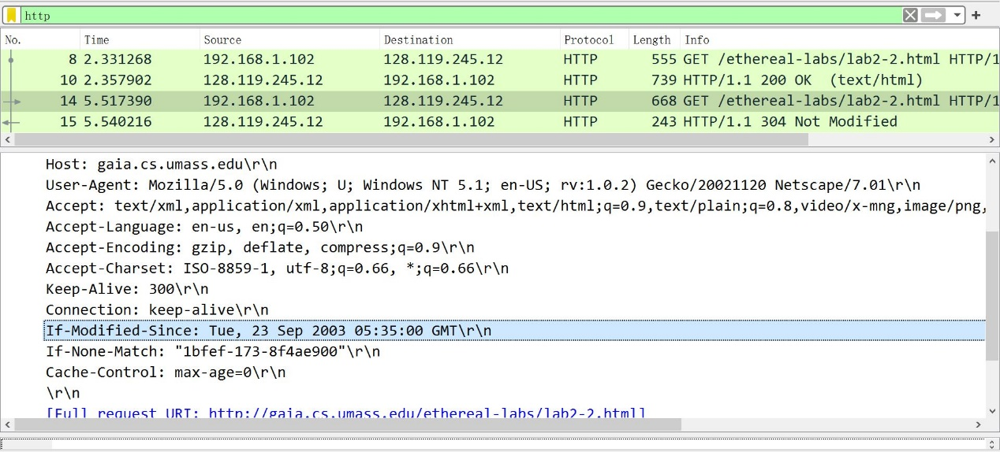 http
No. Time Source Destination Protocol Length Info
8 2.331268 192.168.1.102 128.119.245.12 HTTP 555 GET /ethereal-labs/lab2-2.html HTTP/1
10 2.357902 128.119.245.12 192.168.1.102 HTTP 739 HTTP/1.1 200 OK (text/html)
14 5.517390 192.168.1.102 128.119.245.12 HTTP 668 GET /ethereal-labs/lab2-2.html HTTP/1
15 5.540216 128.119.245.12 192.168.1.102 HTTP 243 HTTP/1.1 304 Not Modified
Host: gaia.cs.umass.edu\r\n
User-Agent: Mozilla/5.0 (Windows; U; Windows NT 5.1; en-US; rv:1.0.2) Gecko/20021120 Netscape/7.01\r\n
Accept: text/xml,application/xml,application/xhtml+xml,text/html;q=0.9,text/plain;q=0.8,video/x-mng,image/png,
Accept-Language: en-us, en;q=0.50\r\n
Accept-Encoding: gzip, deflate, compress;q=0.9\r\n
Accept-Charset: ISO-8859-1, utf-8;q=0.66, *;q=0.66\r\n
Keep-Alive: 300\r\n
Connection: keep-alive\r\n
If-Modified-Since: Tue, 23 Sep 2003 05:35:00 GMT\r\n
If-None-Match: "1bfef-173-8f4ae900"\r\n
Cache-Control: max-age=0\r\n
\r\n
[Full request URI: http://gaia.cs.umass.edu/ethereal-labs/lab2-2.html]